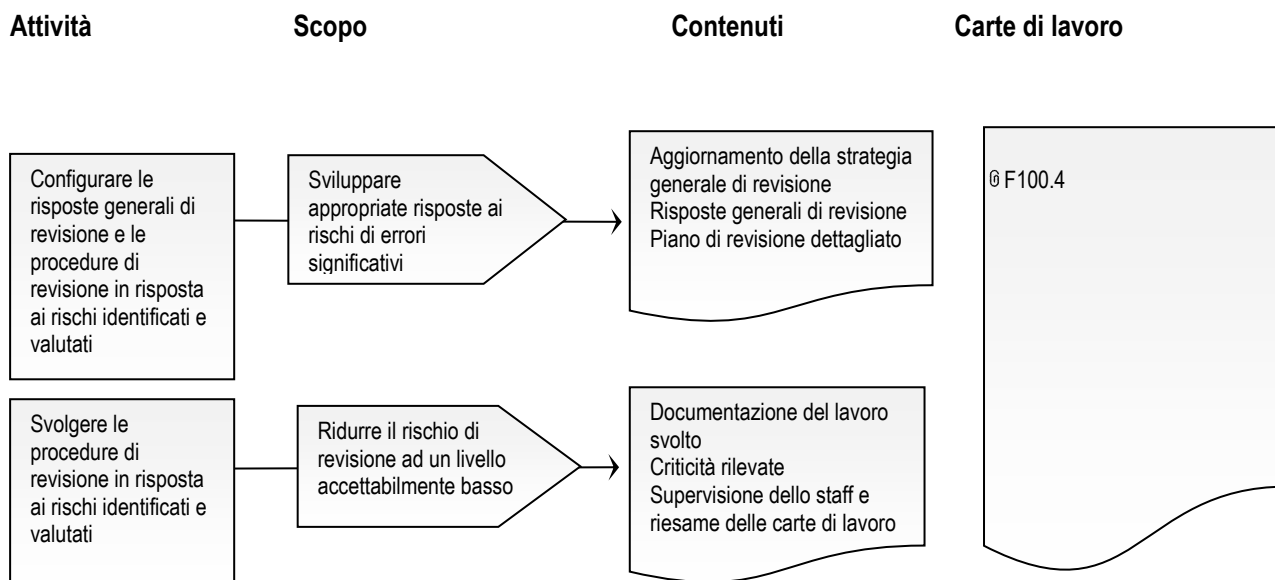 Attività Scopo Contenuti Carte di lavoro
Configurare le
risposte generali di
revisione e le
procedure di
revisione in risposta
ai rischi identificati e
valutati
Sviluppare
appropriate risposte ai
rischi di errori
significativi
Aggiornamento della strategia
generale di revisione
Risposte generali di revisione
Piano di revisione dettagliato
F100.4
Svolgere le
procedure di
revisione in risposta
ai rischi identificati e
valutati
Ridurre il rischio di
revisione ad un livello
accettabilmente basso
Documentazione del lavoro
svolto
Criticità rilevate
Supervisione dello staff e
riesame delle carte di lavoro